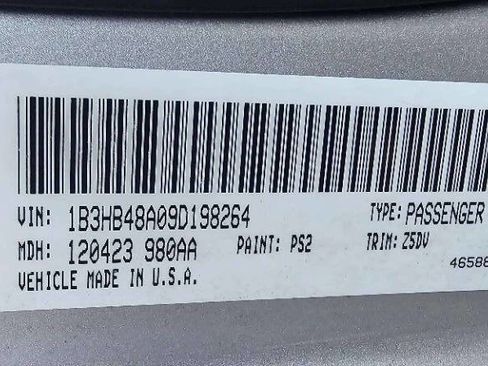 VIN: 1B3HB48A09D198264 TYPE: PASSENGER
MDH: 120423 980AA PAINT: PS2 TRIM: Z5DV
VEHICLE MADE IN U.S.A. 46588